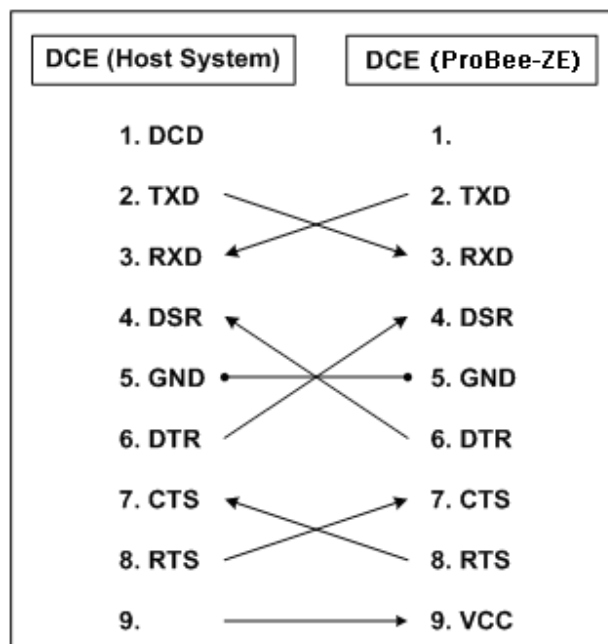 DCE (Host System) DCE (ProBee-ZE)
1. DCD 1.
2. TXD 2. TXD
3. RXD 3. RXD
4. DSR 4. DSR
5. GND 5. GND
6. DTR 6. DTR
7. CTS 7. CTS
8. RTS 8. RTS
9. 9. VCC